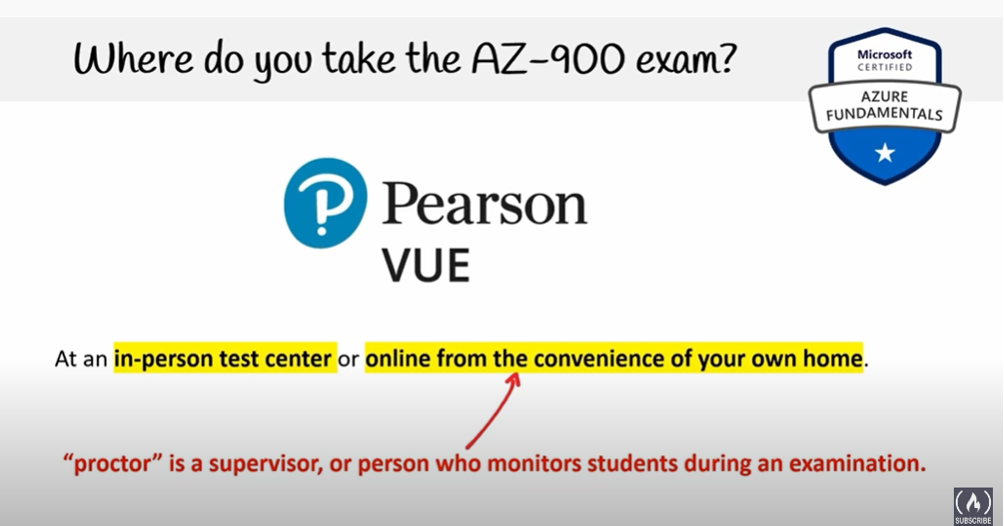 Where do you take the AZ-900 exam?
Microsoft
CERTIFIED
AZURE
FUNDAMENTALS
Pearson
VUE
At an in-person test center or online from the convenience of your own home.
“proctor” is a supervisor, or person who monitors students during an examination.
SUBSCRIBE